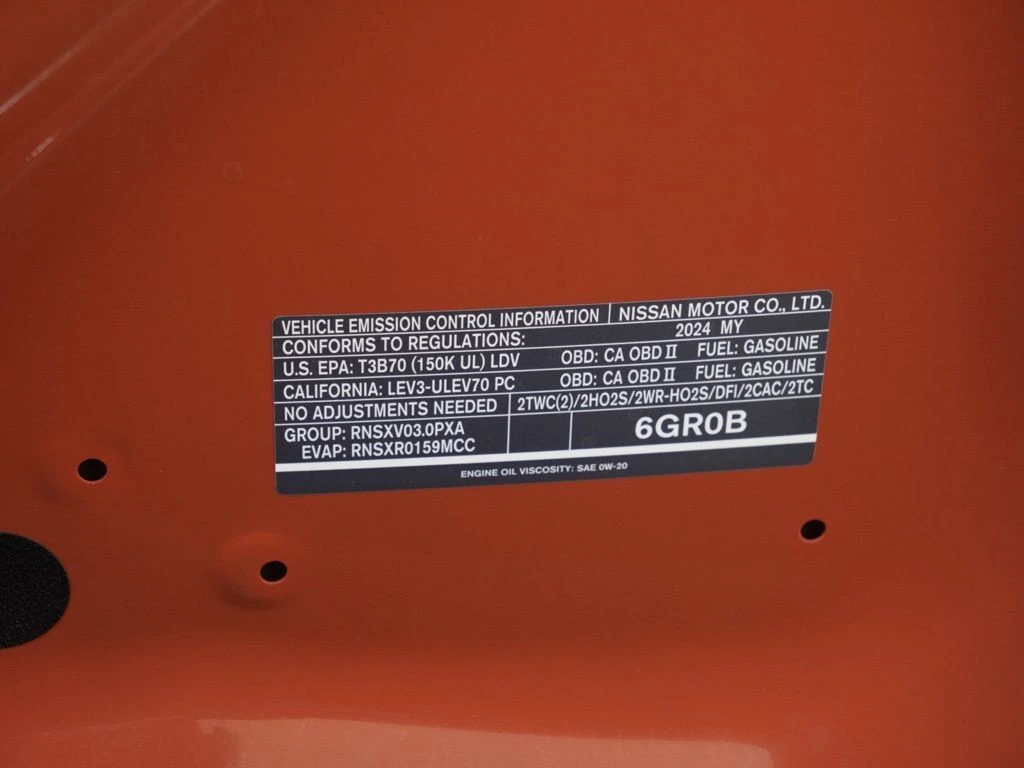 VEHICLE EMISSION CONTROL INFORMATION NISSAN MOTOR CO., LTD.
CONFORMS TO REGULATIONS: 2024 MY
U.S. EPA: T3B70 (150K UL) LDV OBD: CA OBD II FUEL: GASOLINE
CALIFORNIA: LEV3-ULEV70 PC OBD: CA OBD II FUEL: GASOLINE
NO ADJUSTMENTS NEEDED 2TWC(2)/2HO2S/2WR-HO2S/DFI/2CAC/2TC
GROUP: RNSXV03.0PXA
EVAP: RNSXR0159MCC
6GR0B
ENGINE OIL VISCOSITY: SAE 0W-20